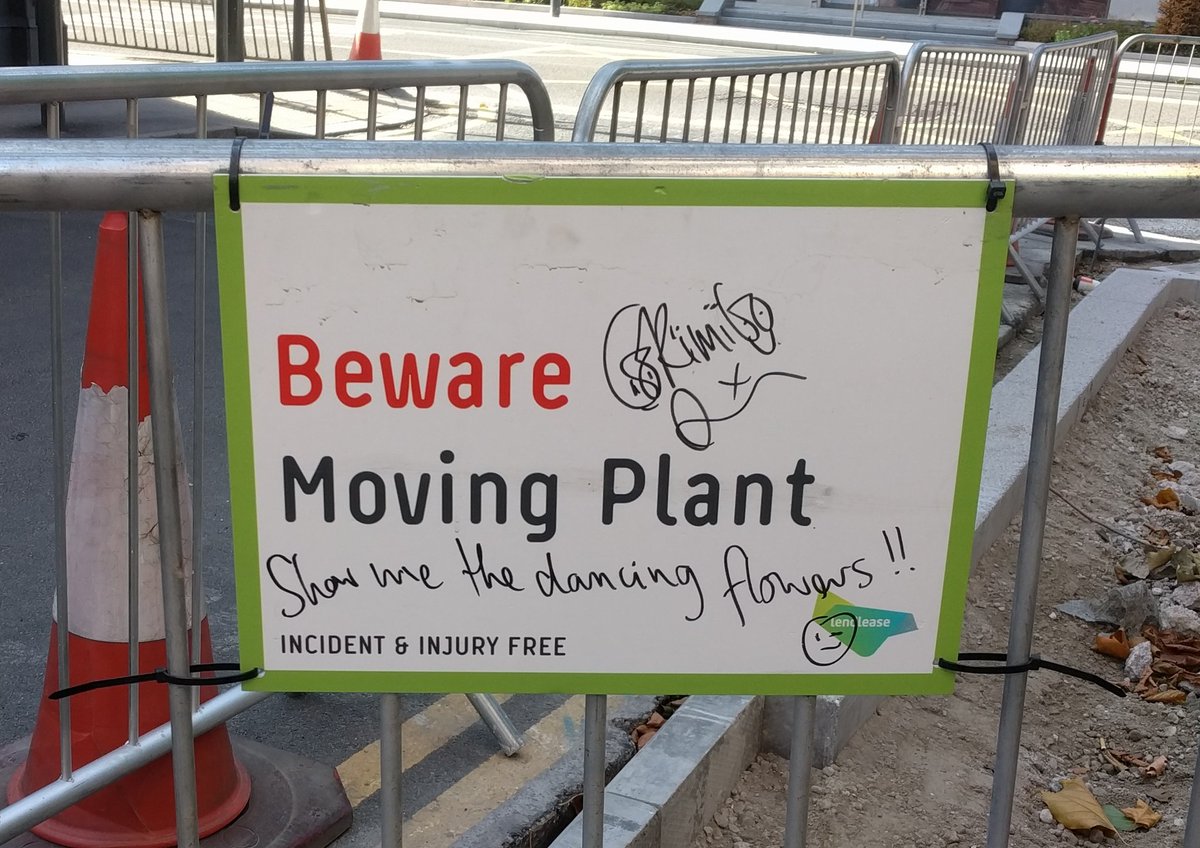 Beware
Moving Plant
Show me the dancing flowers!!
INCIDENT & INJURY FREE
lendlease